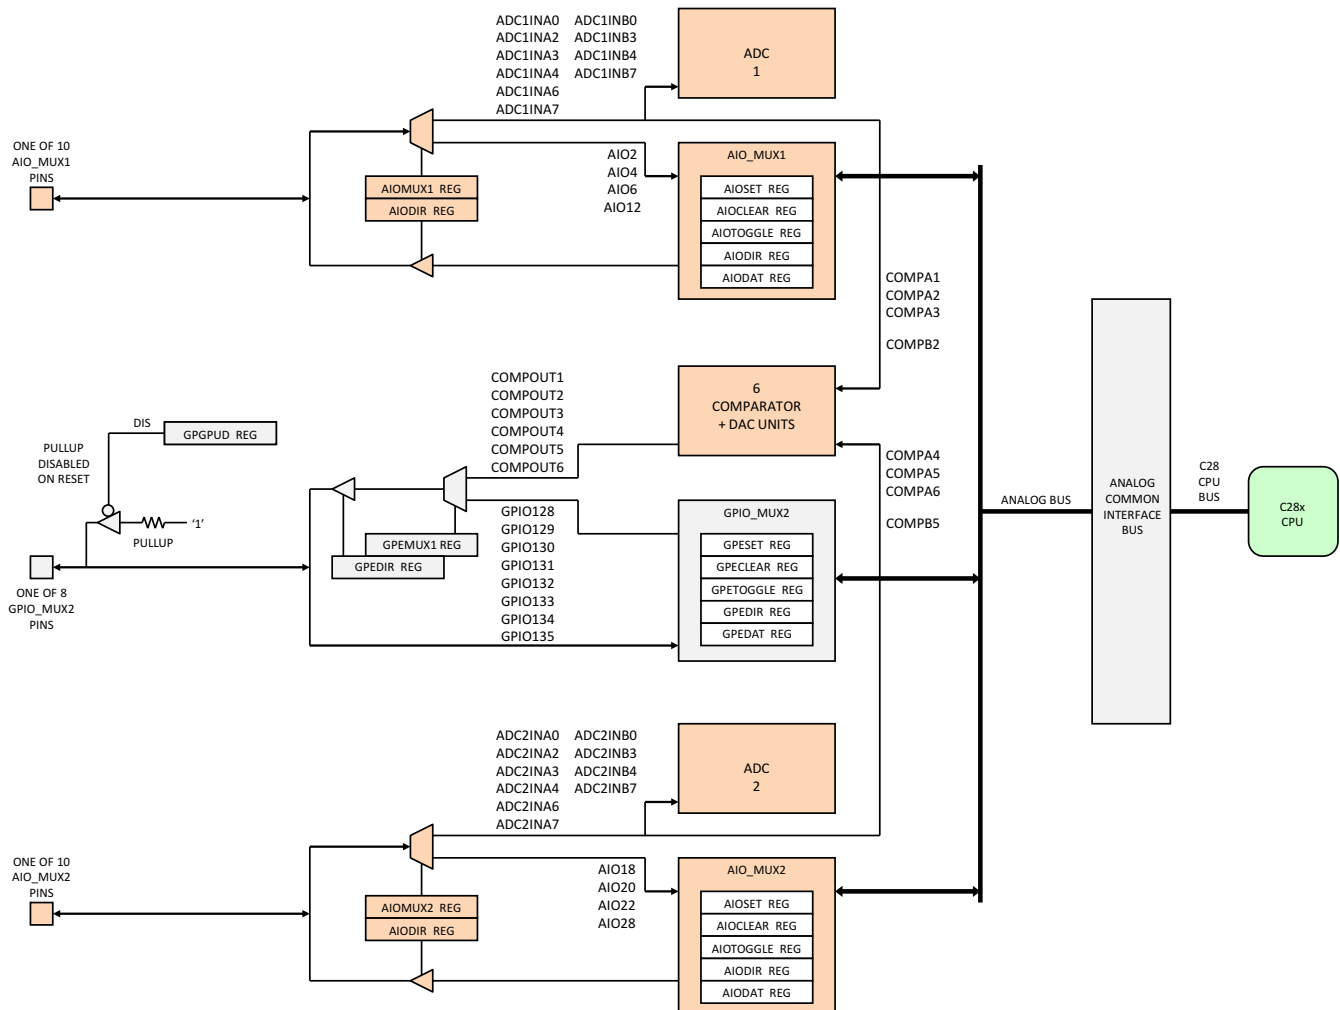 ADC1INA0 ADC1INB0
ADC1INA2 ADC1INB3
ADC1INA3 ADC1INB4
ADC1INA4 ADC1INB7
ADC1INA6
ADC1INA7
ADC
1
ONE OF 10
AIO_MUX1
PINS
AIOMUX1 REG
AIODIR REG
AIO2
AIO4
AIO6
AIO12
AIO_MUX1
AIOSET REG
AIOCLEAR REG
AIOTOGGLE REG
AIODIR REG
AIODAT REG
COMPA1
COMPA2
COMPA3
COMPB2
COMPOUT1
COMPOUT2
COMPOUT3
COMPOUT4
COMPOUT5
COMPOUT6
6
COMPARATOR
+ DAC UNITS
DIS
GPGPUD REG
PULLUP
DISABLED
ON RESET
'1'
PULLUP
ONE OF 8
GPIO_MUX2
PINS
GPEMUX1 REG
GPEDIR REG
GPIO128
GPIO129
GPIO130
GPIO131
GPIO132
GPIO133
GPIO134
GPIO135
GPIO_MUX2
GPESET REG
GPECLEAR REG
GPETOGGLE REG
GPEDIR REG
GPEDAT REG
COMPA4
COMPA5
COMPA6
COMPB5
ANALOG BUS
ANALOG
COMMON
INTERFACE
BUS
C28
CPU
BUS
C28x
CPU
ADC2INA0 ADC2INB0
ADC2INA2 ADC2INB3
ADC2INA3 ADC2INB4
ADC2INA4 ADC2INB7
ADC2INA6
ADC2INA7
ADC
2
ONE OF 10
AIO_MUX2
PINS
AIOMUX2 REG
AIODIR REG
AIO18
AIO20
AIO22
AIO28
AIO_MUX2
AIOSET REG
AIOCLEAR REG
AIOTOGGLE REG
AIODIR REG
AIODAT REG